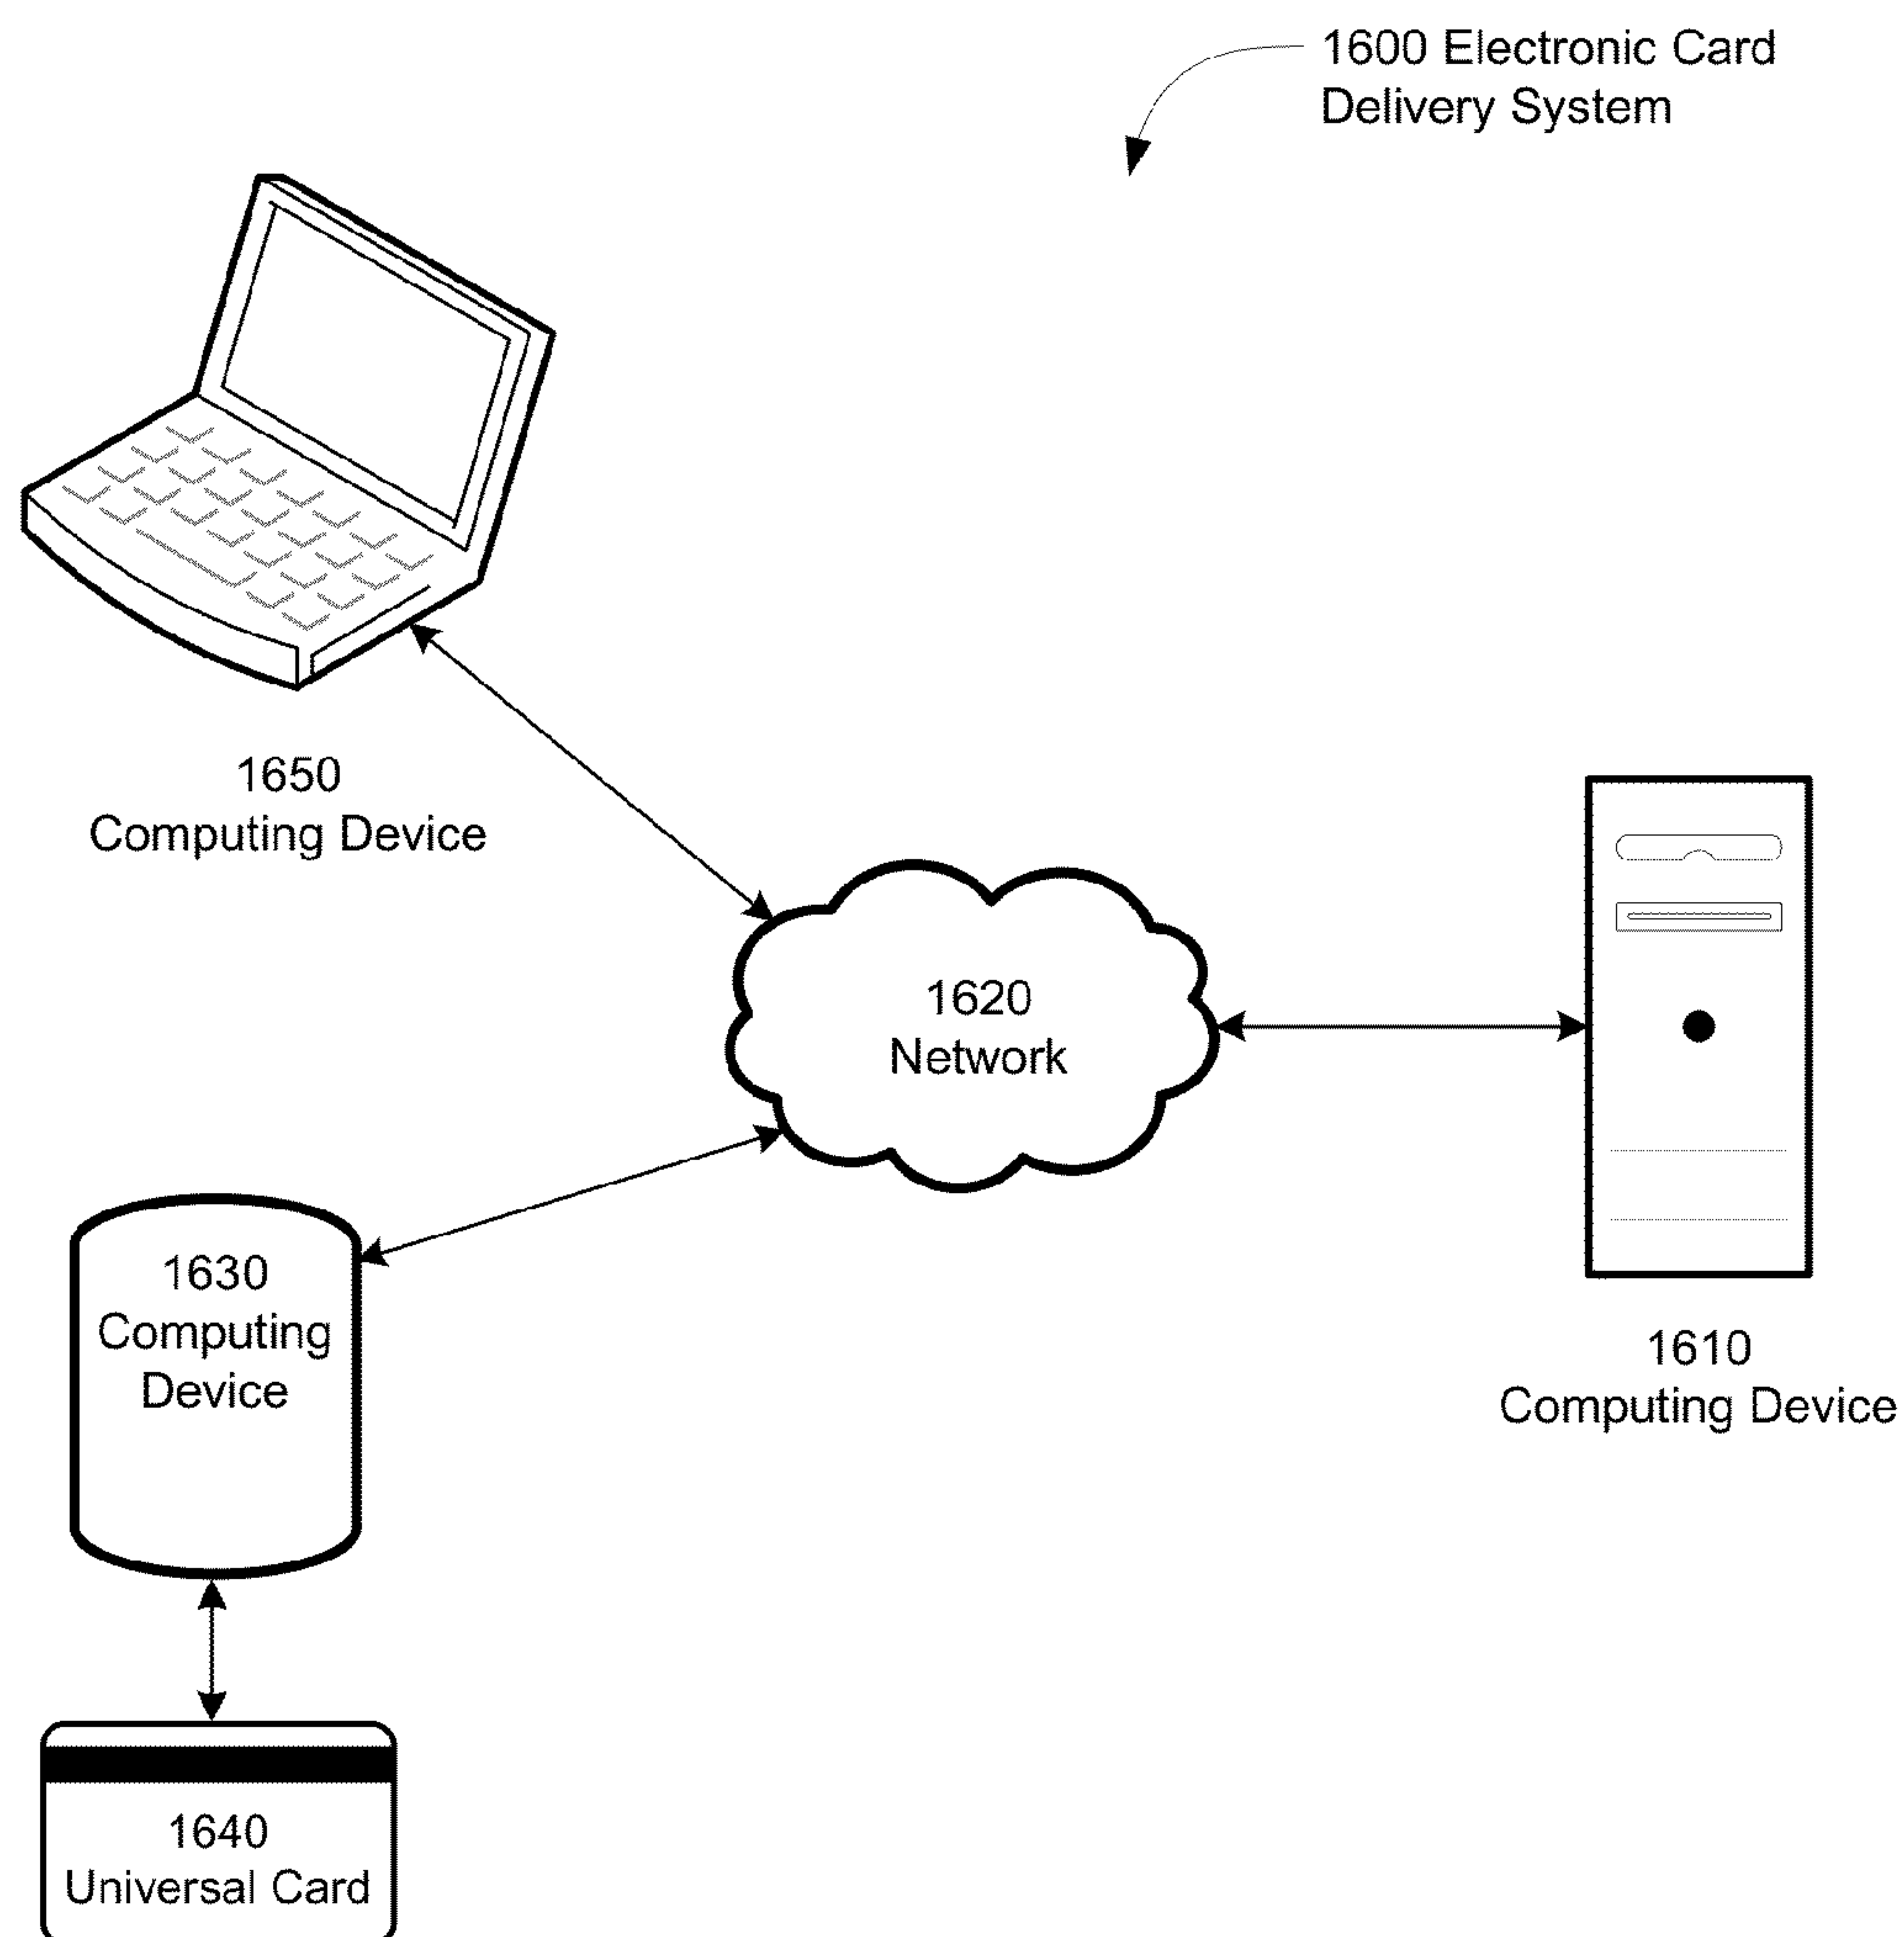 1600 Electronic Card
Delivery System
1650
Computing Device
1620
Network
1630
Computing
Device
1610
Computing Device
1640
Universal Card